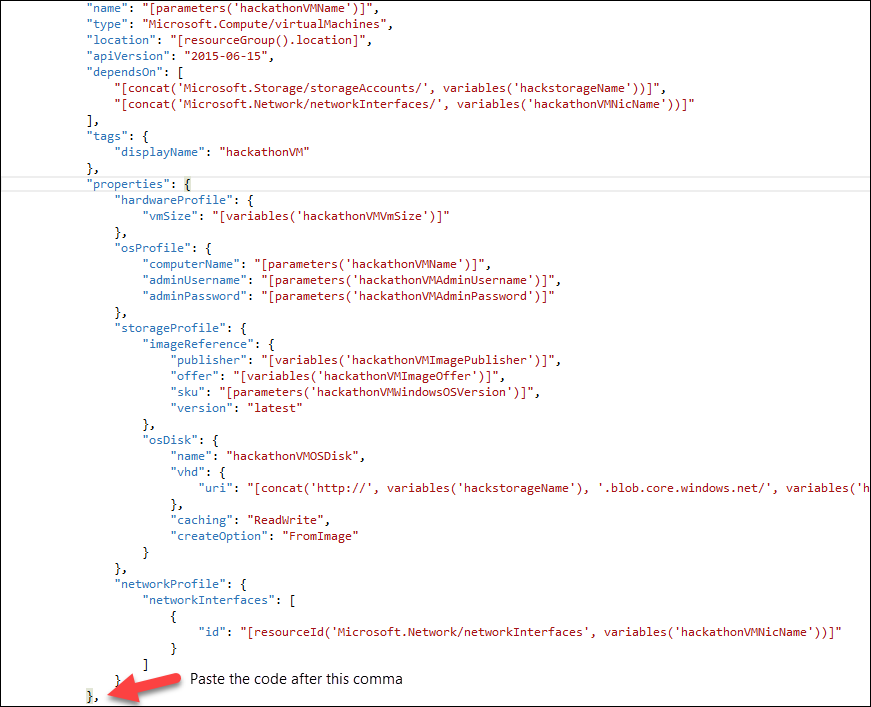 "name": "[parameters('hackathonVMName')]",
"type": "Microsoft.Compute/virtualMachines",
"location": "[resourceGroup().location]",
"apiVersion": "2015-06-15",
"dependsOn": [
"[concat('Microsoft.Storage/storageAccounts/', variables('hackstorageName'))]",
"[concat('Microsoft.Network/networkInterfaces/', variables('hackathonVMNicName'))]"
],
"tags": {
"displayName": "hackathonVM"
},
"properties": {
"hardwareProfile": {
"vmSize": "[variables('hackathonVMVmSize')]"
},
"osProfile": {
"computerName": "[parameters('hackathonVMName')]",
"adminUsername": "[parameters('hackathonVMAdminUsername')]",
"adminPassword": "[parameters('hackathonVMAdminPassword')]"
},
"storageProfile": {
"imageReference": {
"publisher": "[variables('hackathonVMImagePublisher')]",
"offer": "[variables('hackathonVMImageOffer')]",
"sku": "[parameters('hackathonVMWindowsOSVersion')]",
"version": "latest"
},
"osDisk": {
"name": "hackathonVMOSDisk",
"vhd": {
"uri": "[concat('http://', variables('hackstorageName'), '.blob.core.windows.net/', variables('h
},
"caching": "ReadWrite",
"createOption": "FromImage"
}
},
"networkProfile": {
"networkInterfaces": [
{
"id": "[resourceId('Microsoft.Network/networkInterfaces', variables('hackathonVMNicName'))]"
}
]
}
Paste the code after this comma
},